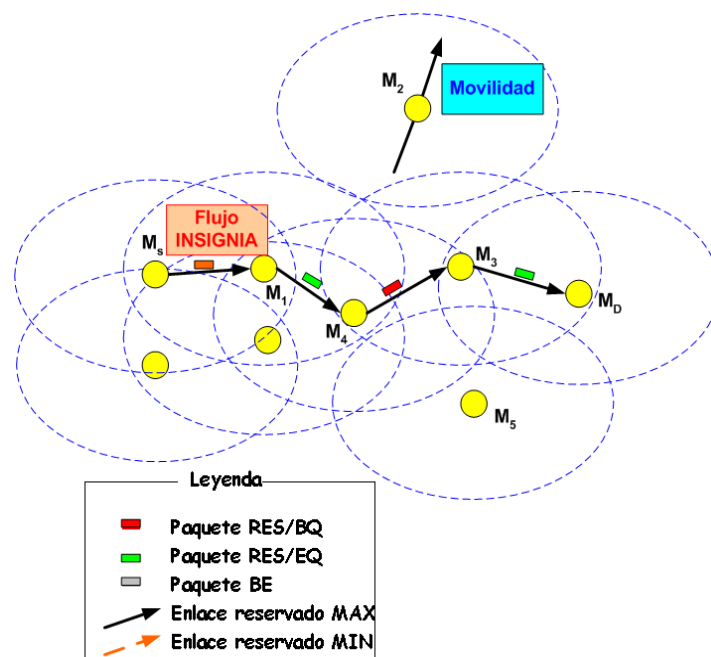 M2
Movilidad
Flujo
INSIGNIA
Ms
M1
M3
M4
MD
M5
Leyenda
Paquete RES/BQ
Paquete RES/EQ
Paquete BE
Enlace reservado MAX
Enlace reservado MIN